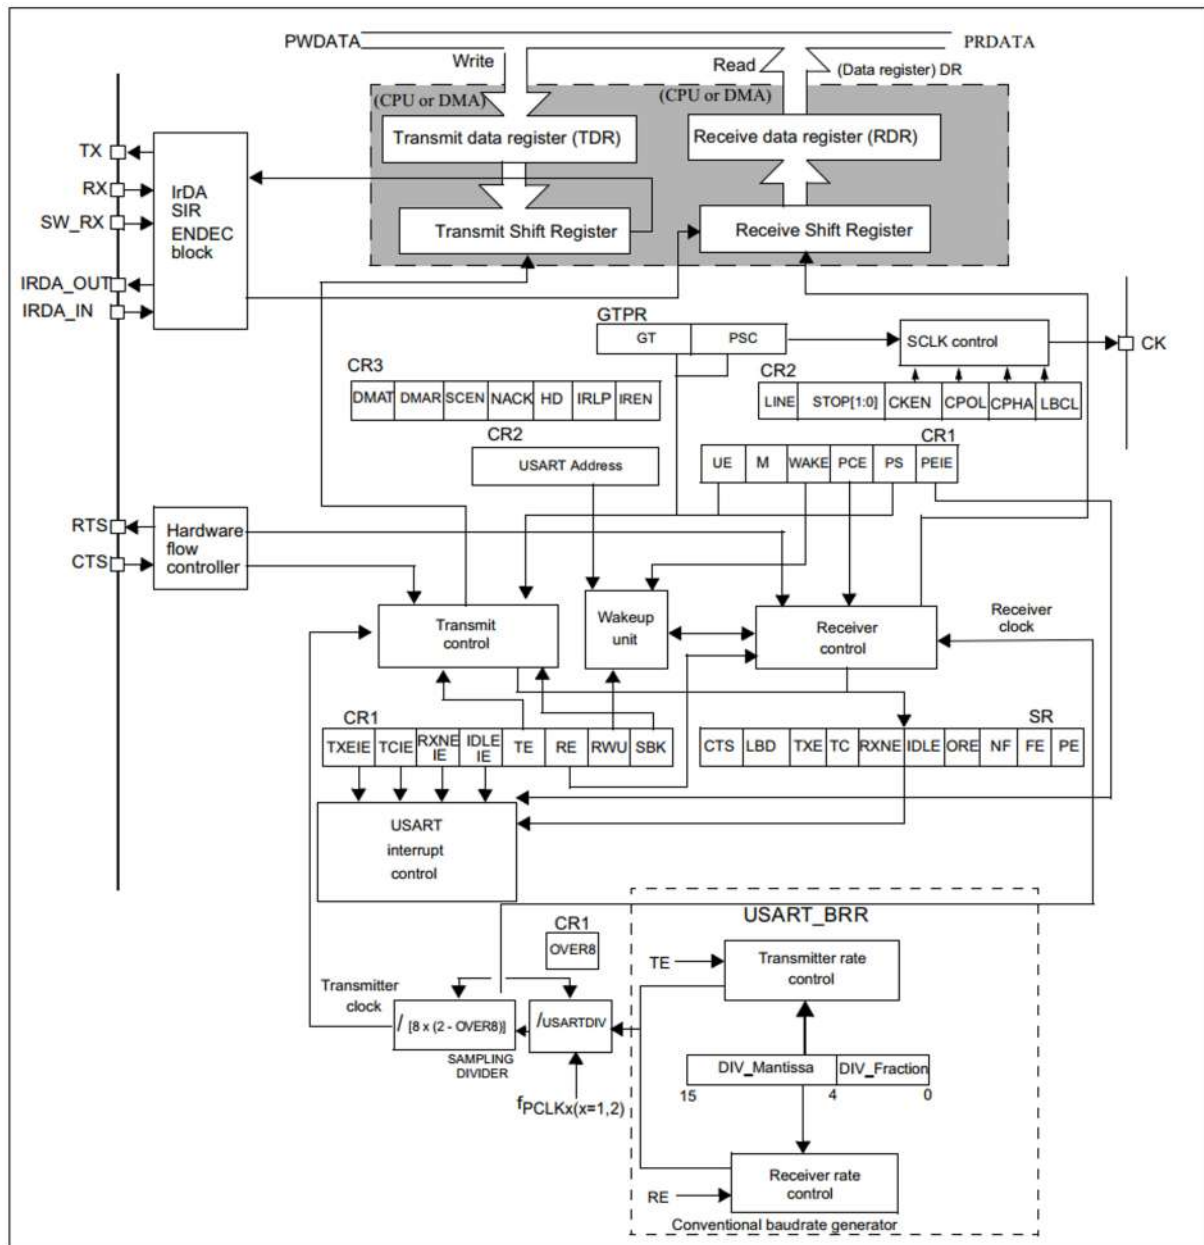 PWDATA
PRDATA
Write
Read
(Data register) DR
(CPU or DMA)
(CPU or DMA)
Transmit data register (TDR)
Receive data register (RDR)
TX
RX
SW_RX
IRDA_OUT
IRDA_IN
IrDA
SIR
ENDEC
block
Transmit Shift Register
Receive Shift Register
GTPR
GT
PSC
SCLK control
CK
CR3
DMAT
DMAR
SCEN
NACK
HD
IRLP
IREN
CR2
LINE
STOP[1:0]
CKEN
CPOL
CPHA
LBCL
CR2
USART Address
CR1
UE
M
WAKE
PCE
PS
PEIE
RTS
CTS
Hardware
flow
controller
Transmit
control
Wakeup
unit
Receiver
control
Receiver
clock
CR1
TXEIE
TCIE
RXNE
IE
IDLE
IE
TE
RE
RWU
SBK
SR
CTS
LBD
TXE
TC
RXNE
IDLE
ORE
NF
FE
PE
USART
interrupt
control
CR1
OVER8
USART_BRR
TE
Transmitter rate
control
Transmitter
clock
/ [8 x (2 - OVER8)]
/USARTDIV
SAMPLING
DIVIDER
fPCLKx(x=1,2)
DIV_Mantissa
DIV_Fraction
15
4
0
RE
Receiver rate
control
Conventional baudrate generator